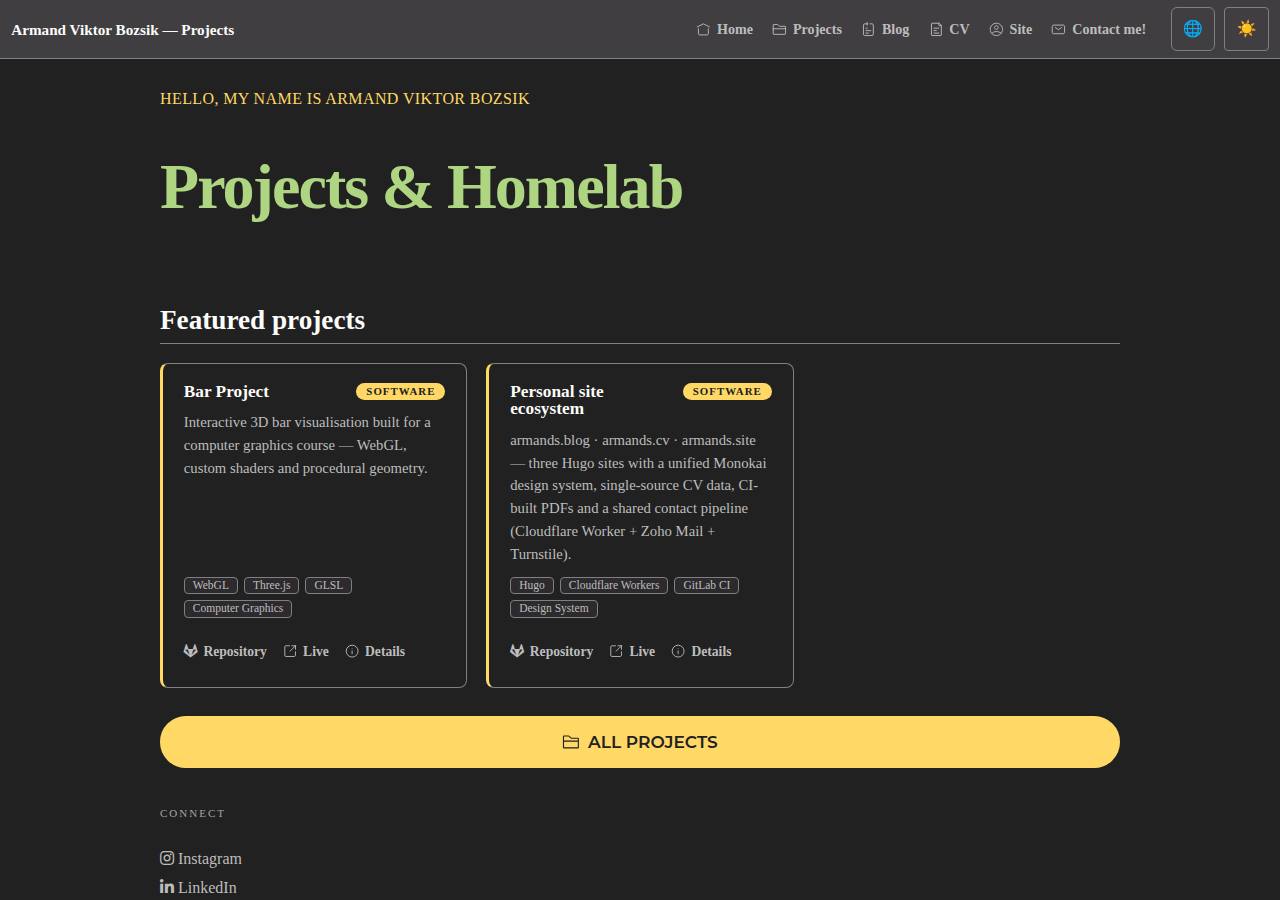 Armand Viktor Bozsik — Projects
Home Projects Blog CV Site Contact me!
HELLO, MY NAME IS ARMAND VIKTOR BOZSIK
Projects & Homelab
Featured projects
Bar Project
SOFTWARE
Interactive 3D bar visualisation built for a
computer graphics course — WebGL,
custom shaders and procedural geometry.
WebGL Three.js GLSL
Computer Graphics
Repository Live Details
Personal site
ecosystem
SOFTWARE
armands.blog · armands.cv · armands.site
— three Hugo sites with a unified Monokai
design system, single-source CV data, CI-
built PDFs and a shared contact pipeline
(Cloudflare Worker + Zoho Mail +
Turnstile).
Hugo Cloudflare Workers GitLab CI
Design System
Repository Live Details
ALL PROJECTS
CONNECT
Instagram
LinkedIn